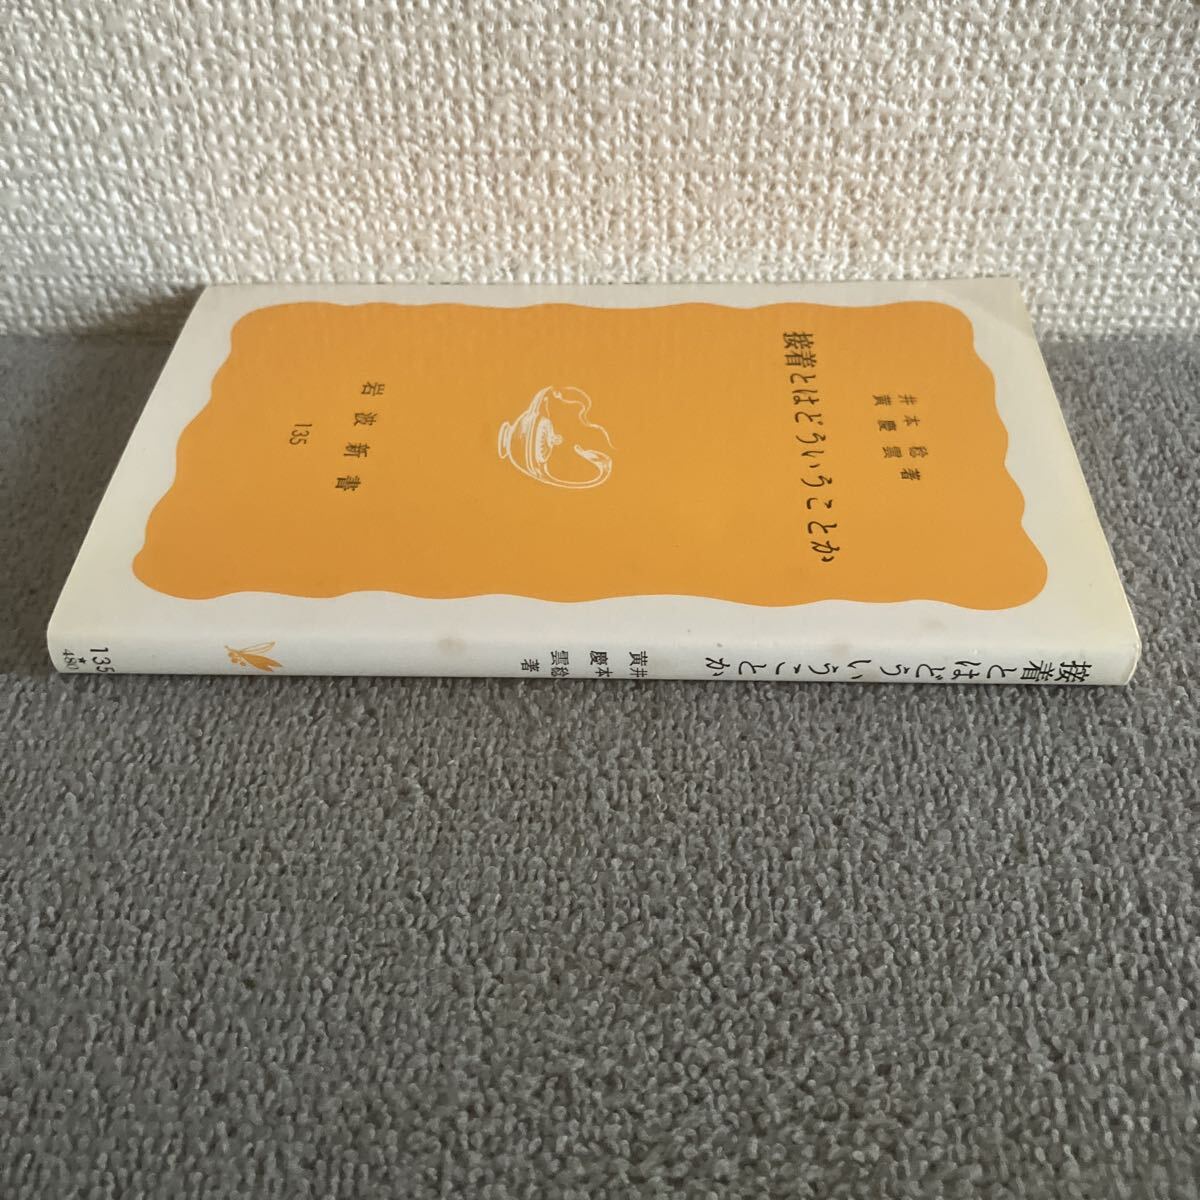 接着とはどういうことか
井本 稔
黄 慶雲 著
岩波新書
135
接着とはどういうことか
井本 稔
黄 慶雲 著
135
480